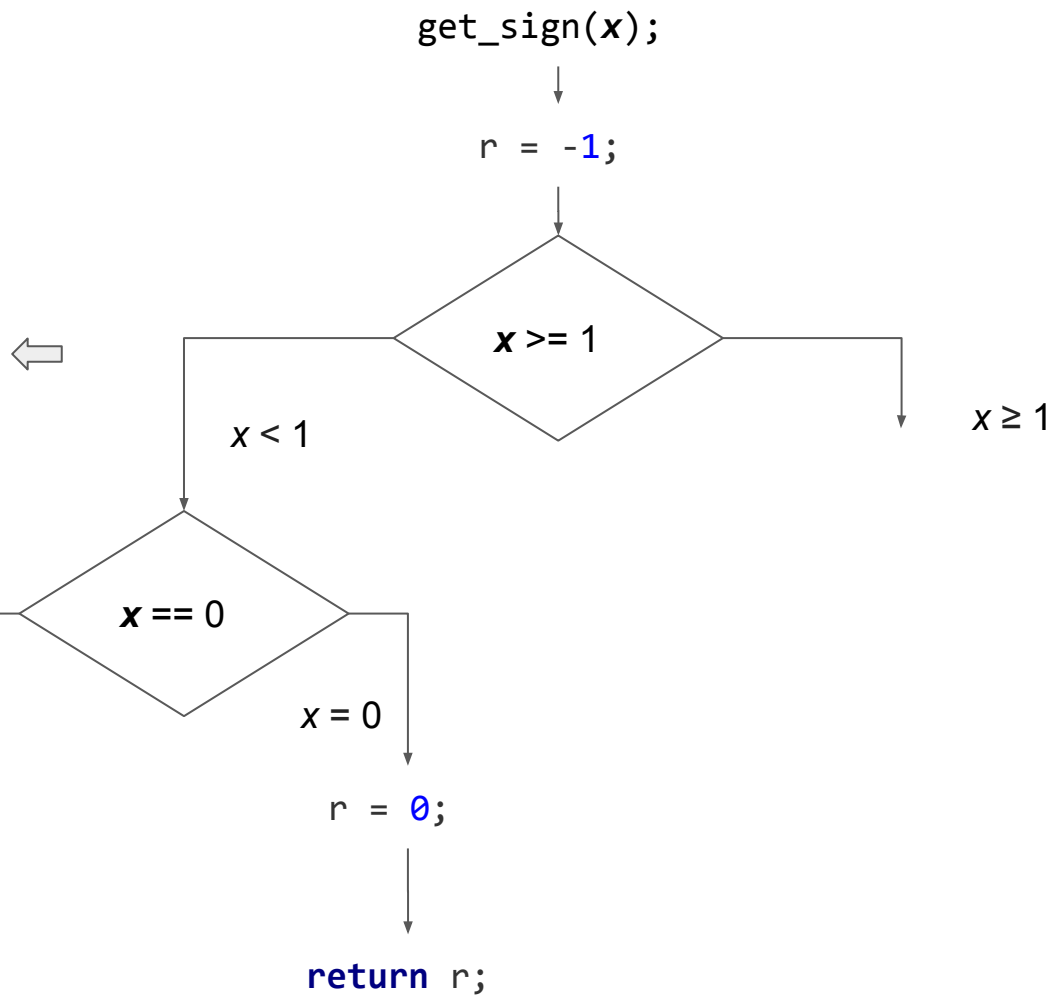 get_sign(x);
r = -1;
x >= 1
x < 1
x ≥ 1
x == 0
x = 0
r = 0;
return r;